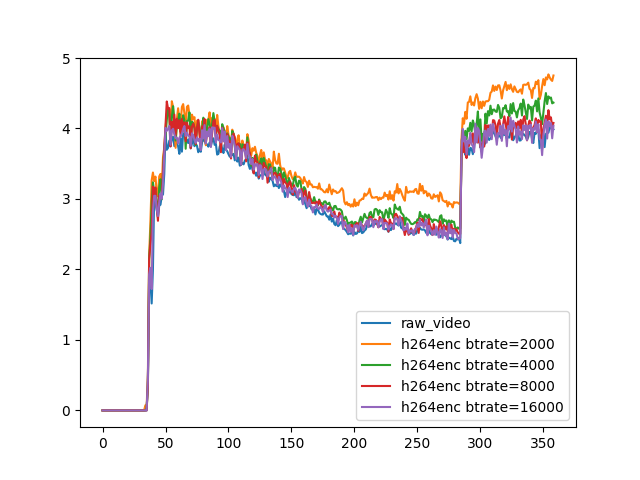 5
4
3
2
1
0
0 50 100 150 200 250 300 350
raw_video
h264enc btrate=2000
h264enc btrate=4000
h264enc btrate=8000
h264enc btrate=16000